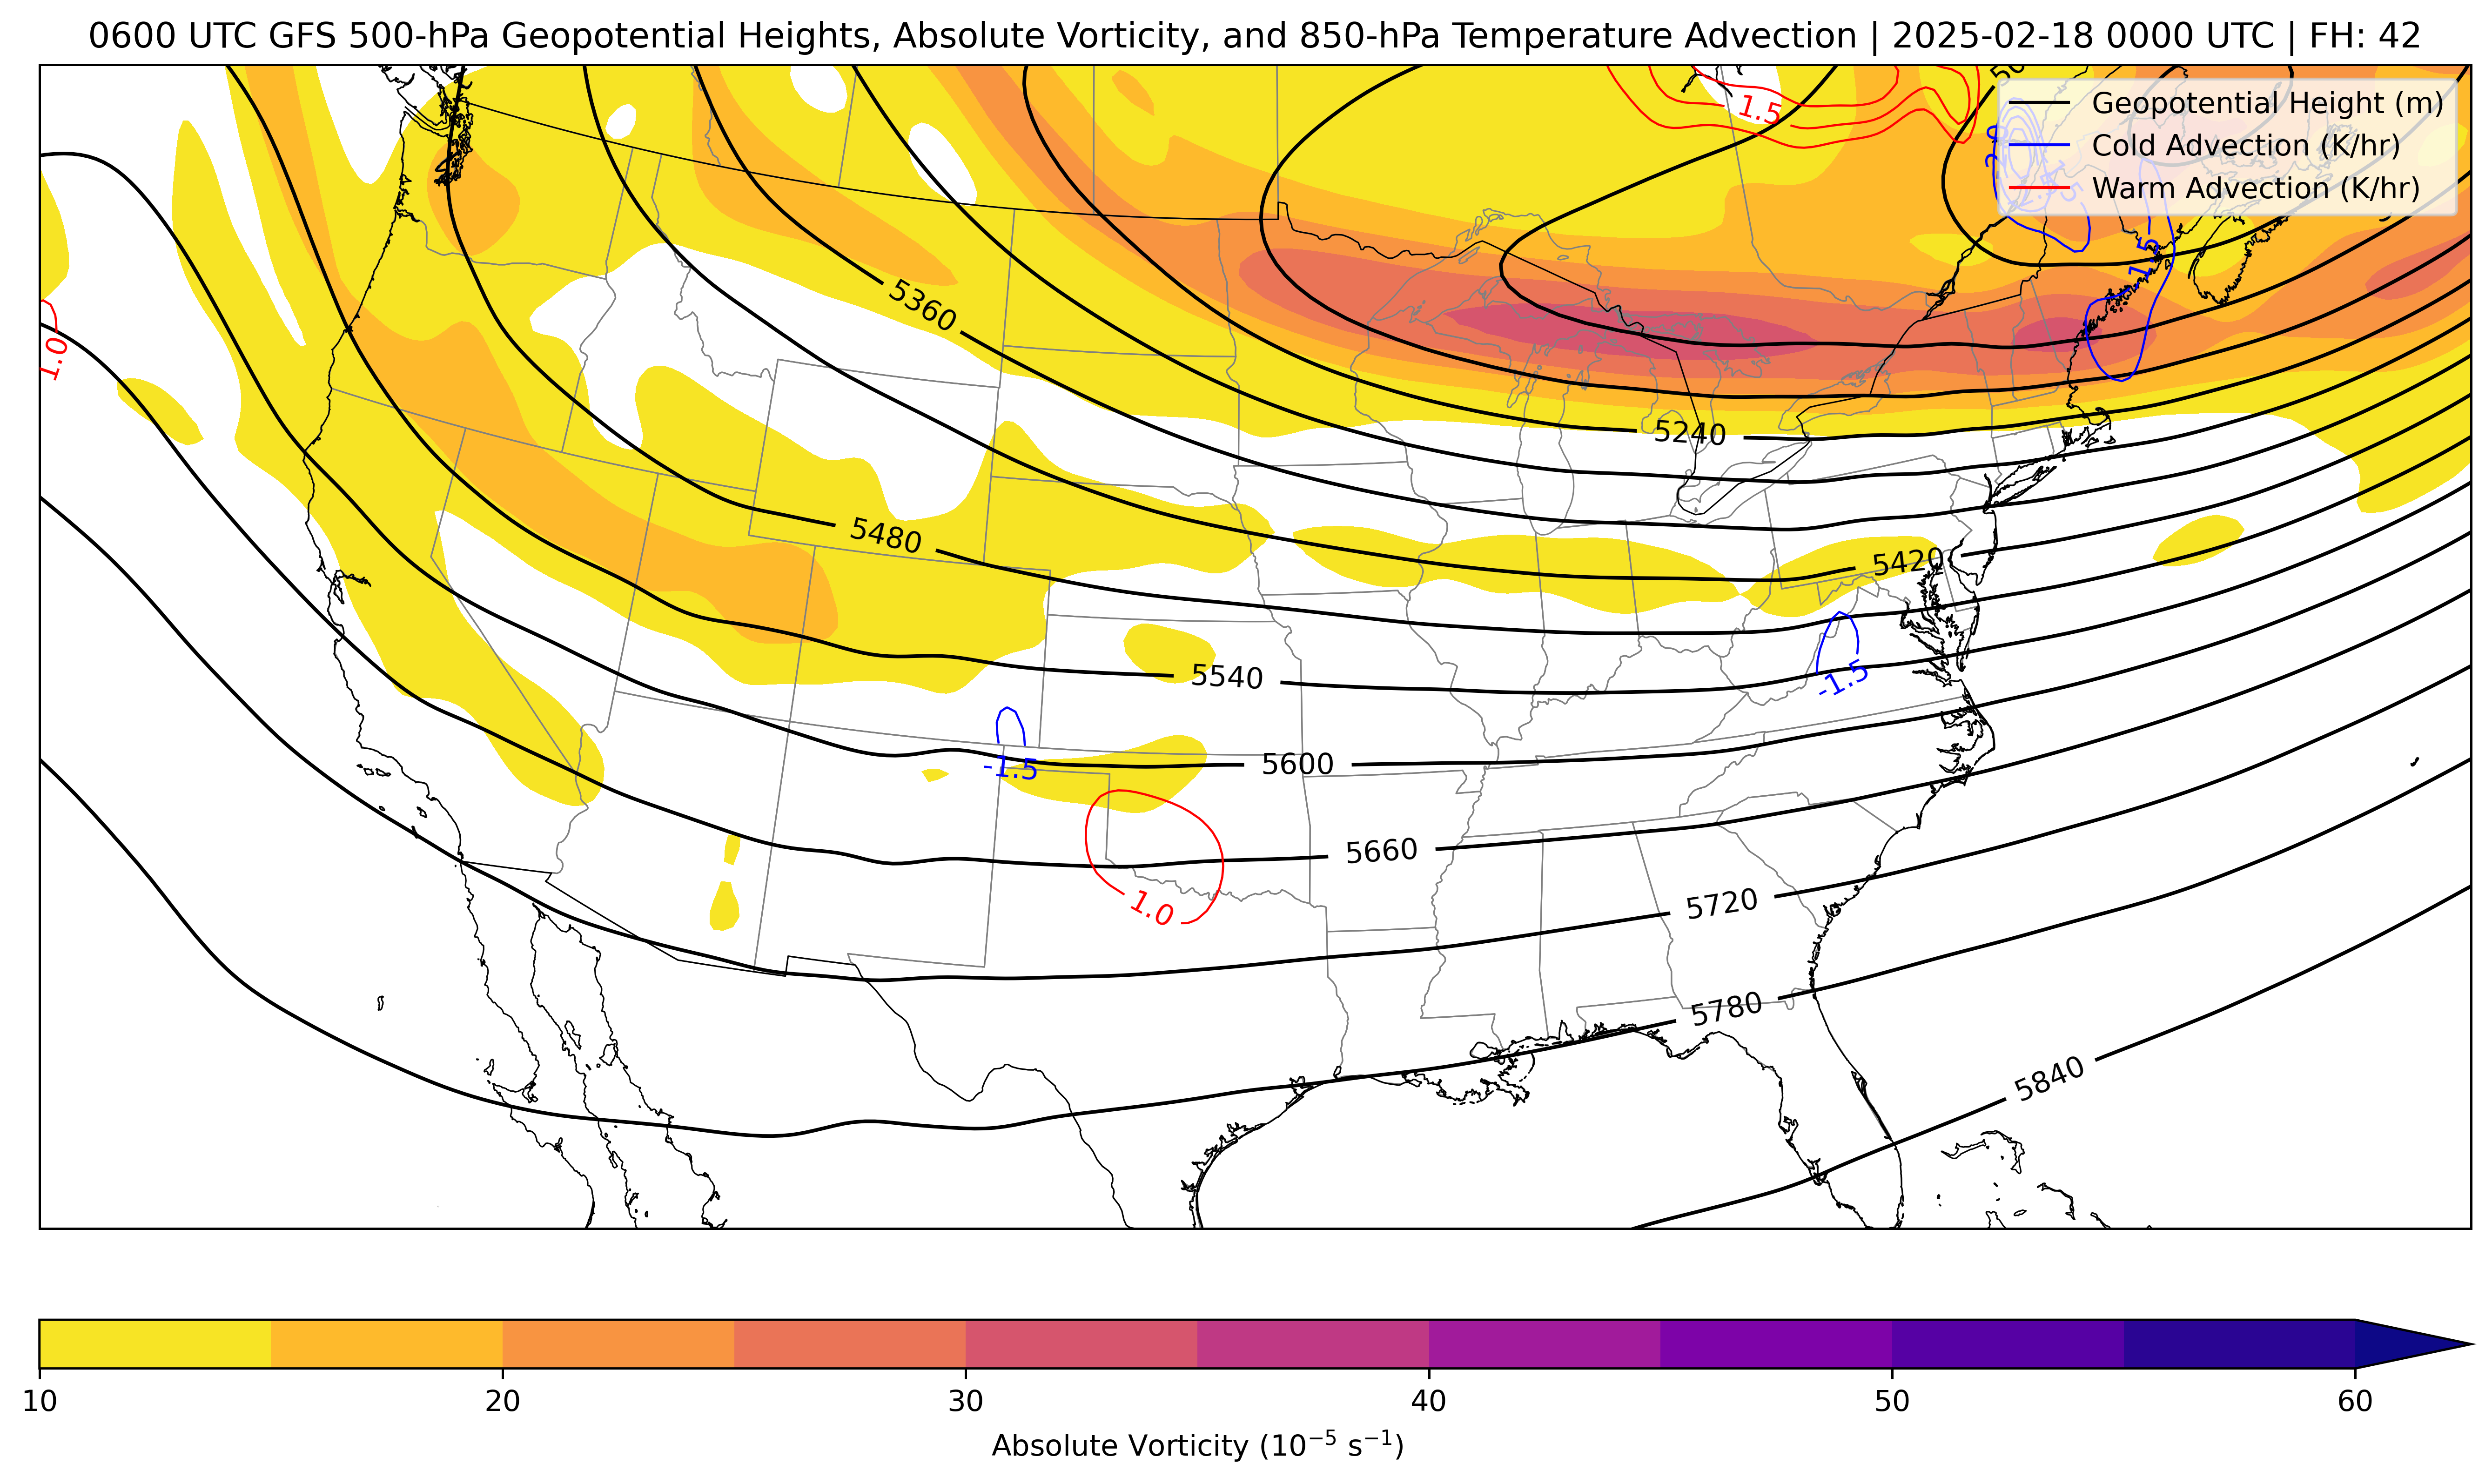 0600 UTC GFS 500-hPa Geopotential Heights, Absolute Vorticity, and 850-hPa Temperature Advection | 2025-02-18 0000 UTC | FH: 42
Geopotential Height (m)
Cold Advection (K/hr)
Warm Advection (K/hr)
1.5
-1.5
1.0
5360
5240
5480
5420
5540
-1.5
-1.5
5600
5660
1.0
5720
5780
5840
10 20 30 40 50 60
Absolute Vorticity (10⁻⁵ s⁻¹)